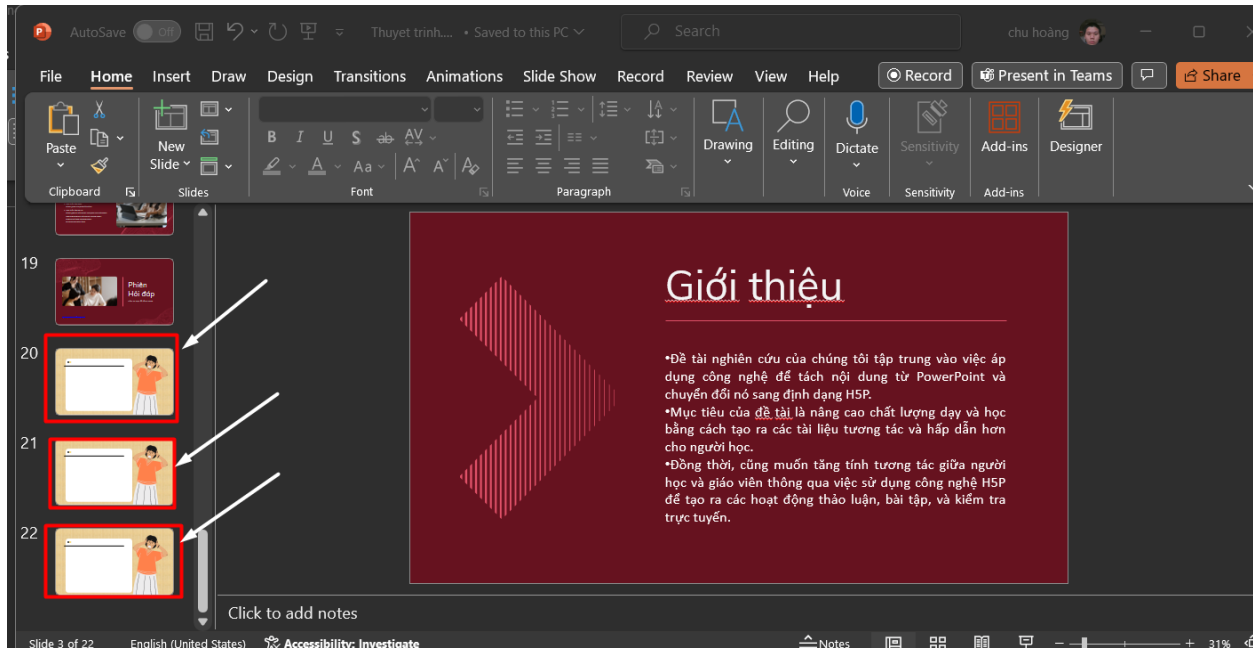 AutoSave Off Thuyet trinh.... • Saved to this PC Search chu hoàng
File Home Insert Draw Design Transitions Animations Slide Show Record Review View Help Record Present in Teams Share
Paste New Slide B I U S ab AV Aa A A A Drawing Editing Dictate Sensitivity Add-ins Designer
Clipboard Slides Font Paragraph Voice Sensitivity Add-ins
19
Phiên
Hỏi đáp
20
21
22
Giới thiệu
•Đề tài nghiên cứu của chúng tôi tập trung vào việc áp
dụng công nghệ để tách nội dung từ PowerPoint và
chuyển đổi nó sang định dạng H5P.
•Mục tiêu của đề tài là nâng cao chất lượng dạy và học
bằng cách tạo ra các tài liệu tương tác và hấp dẫn hơn
cho người học.
•Đồng thời, cũng muốn tăng tính tương tác giữa người
học và giáo viên thông qua việc sử dụng công nghệ H5P
để tạo ra các hoạt động thảo luận, bài tập, và kiểm tra
trực tuyến.
Click to add notes
Slide 3 of 22 English (United States) Accessibility: Investigate Notes 31%